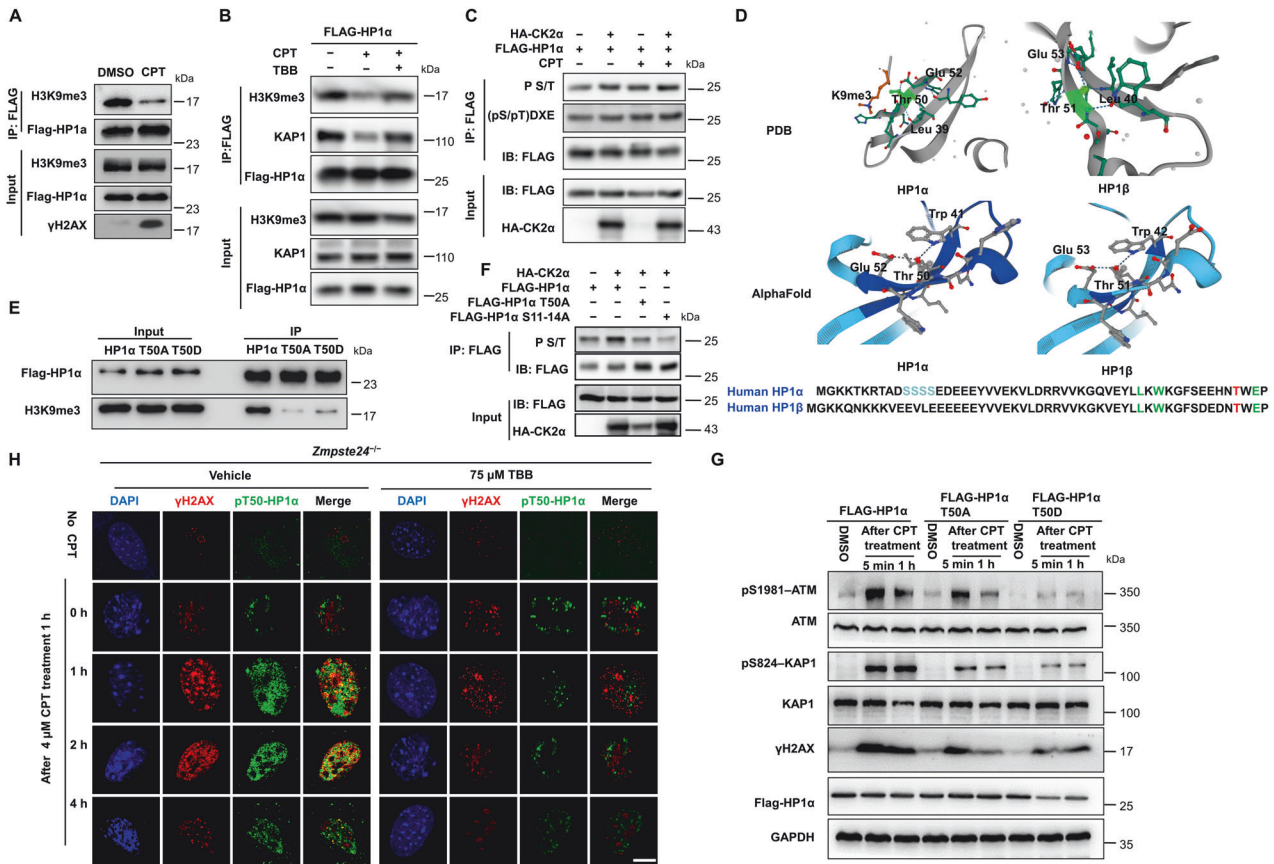 A
DMSO CPT
kDa
IP: FLAG
H3K9me3
17
Flag-HP1a
23
Input
H3K9me3
17
Flag-HP1α
23
γH2AX
17
B
FLAG-HP1α
CPT − + +
TBB − − +
kDa
IP:FLAG
H3K9me3
17
KAP1
110
Flag-HP1α
25
Input
H3K9me3
17
KAP1
110
Flag-HP1α
25
C
HA-CK2α − + − +
FLAG-HP1α + + + +
CPT − − + +
kDa
IP: FLAG
P S/T
25
(pS/pT)DXE
25
IB: FLAG
25
Input
IB: FLAG
25
HA-CK2α
43
D
PDB
K9me3
Glu 52
Thr 50
Leu 39
HP1α
Glu 53
Thr 51
Leu 40
HP1β
AlphaFold
Trp 41
Glu 52
Thr 50
HP1α
Trp 42
Glu 53
Thr 51
HP1β
Human HP1α MGKKTKRTADSSSSEDEEEYVVEKVLDRRVVKGQVEYLLKWKGFSEEHNTWEP
Human HP1β MGKKQNKKKVEEVLEEEEEEYVVEKVLDRRVVKGKVEYLLKWKGFSDEDNTWEP
E
Input IP
HP1α T50A T50D HP1α T50A T50D
kDa
Flag-HP1α
23
H3K9me3
17
F
HA-CK2α − + + +
FLAG-HP1α + + − −
FLAG-HP1α T50A − − + −
FLAG-HP1α S11-14A − − − +
kDa
IP: FLAG
P S/T
25
IB: FLAG
25
Input
IB: FLAG
25
HA-CK2α
43
G
FLAG-HP1α
FLAG-HP1α T50A
FLAG-HP1α T50D
DMSO After CPT treatment 5 min 1 h
DMSO After CPT treatment 5 min 1 h
DMSO After CPT treatment 5 min 1 h
kDa
pS1981–ATM
350
ATM
350
pS824–KAP1
100
KAP1
100
γH2AX
17
Flag-HP1α
25
GAPDH
35
H
Zmpste24−/−
Vehicle 75 µM TBB
DAPI γH2AX pT50-HP1α Merge DAPI γH2AX pT50-HP1α Merge
No CPT
After 4 µM CPT treatment 1 h
0 h
1 h
2 h
4 h